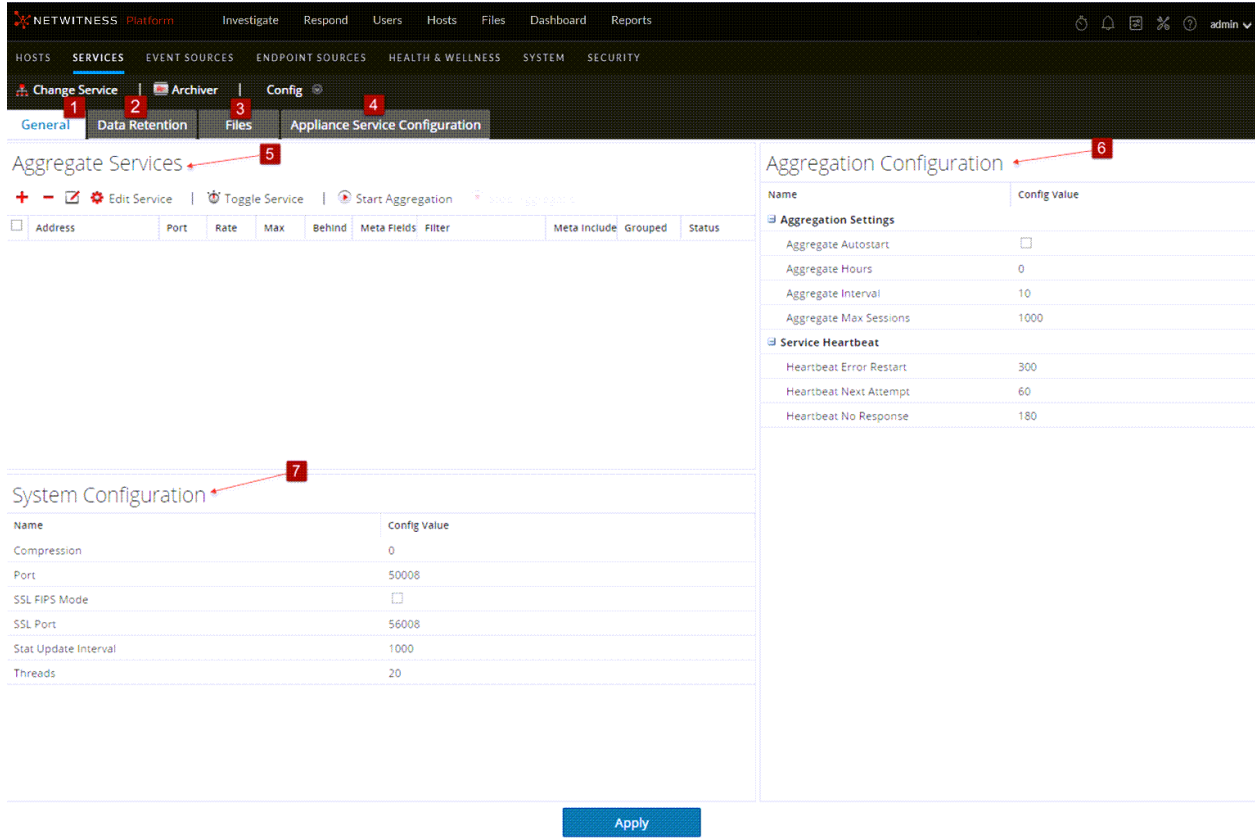 NETWITNESS Platform Investigate Respond Users Hosts Files Dashboard Reports admin
HOSTS SERVICES EVENT SOURCES ENDPOINT SOURCES HEALTH & WELLNESS SYSTEM SECURITY
Change Service | Archiver | Config
1 2 3 4
General Data Retention Files Appliance Service Configuration
Aggregate Services 5
+ - Edit Service | Toggle Service | Start Aggregation
Address Port Rate Max Behind Meta Fields Filter Meta Include Grouped Status
Aggregation Configuration 6
Name Config Value
Aggregation Settings
Aggregate Autostart
Aggregate Hours 0
Aggregate Interval 10
Aggregate Max Sessions 1000
Service Heartbeat
Heartbeat Error Restart 300
Heartbeat Next Attempt 60
Heartbeat No Response 180
System Configuration 7
Name Config Value
Compression 0
Port 50008
SSL FIPS Mode
SSL Port 56008
Stat Update Interval 1000
Threads 20
Apply